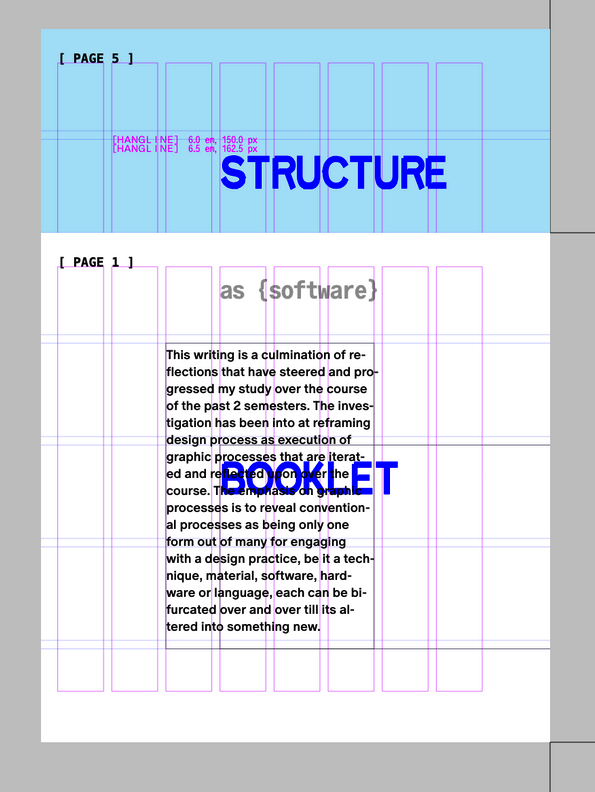 [ PAGE 5 ]
[HANGLINE] 6.0 em, 150.0 px
[HANGLINE] 6.5 em, 162.5 px
STRUCTURE
[ PAGE 1 ]
as {software}
This writing is a culmination of re-
flections that have steered and pro-
gressed my study over the course
of the past 2 semesters. The inves-
tigation has been into at reframing
design process as execution of
graphic processes that are iterat-
ed and reflected upon over the
course. The emphasis on graphic
processes is to reveal convention-
al processes as being only one
form out of many for engaging
with a design practice, be it a tech-
nique, material, software, hard-
ware or language, each can be bi-
furcated over and over till its al-
tered into something new.
BOOKLET